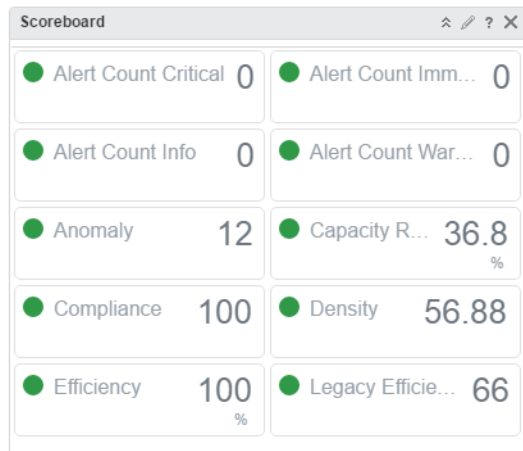 Scoreboard ?
Alert Count Critical 0
Alert Count Imm... 0
Alert Count Info 0
Alert Count War... 0
Anomaly 12
Capacity R... 36.8
%
Compliance 100
Density 56.88
Efficiency 100
%
Legacy Efficie... 66